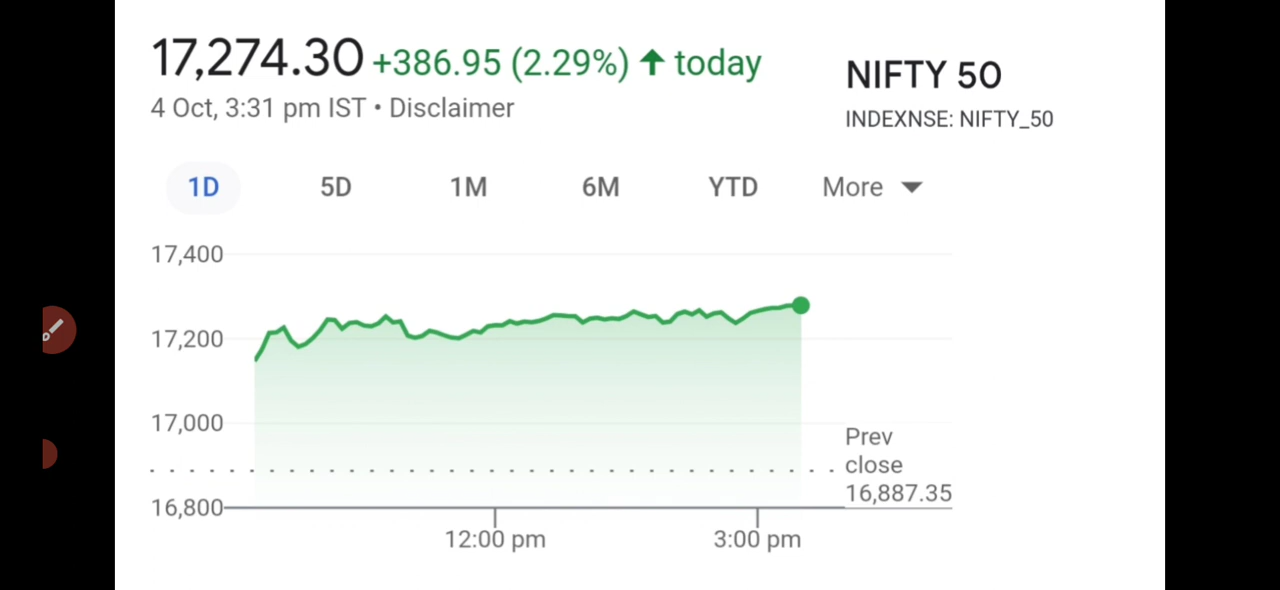 17,274.30 +386.95 (2.29%) ↑ today
4 Oct, 3:31 pm IST • Disclaimer
NIFTY 50
INDEXNSE: NIFTY_50
1D 5D 1M 6M YTD More
17,400
17,200
17,000
16,800
Prev
close
16,887.35
12:00 pm 3:00 pm